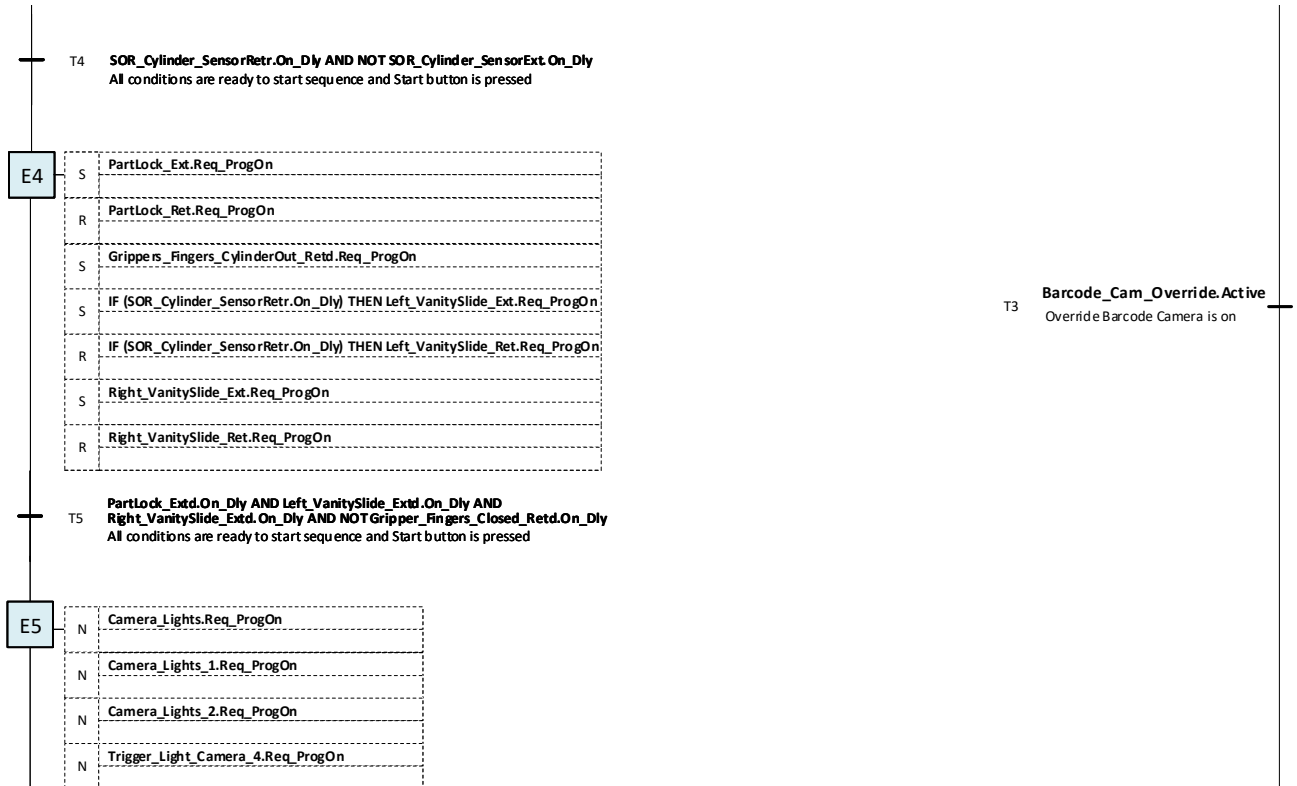 T4 SOR_Cylinder_SensorRetr.On_Dly AND NOT SOR_Cylinder_SensorExt.On_Dly
All conditions are ready to start sequence and Start button is pressed
E4
S PartLock_Ext.Req_ProgOn
R PartLock_Ret.Req_ProgOn
S Grippers_Fingers_CylinderOut_Retd.Req_ProgOn
S IF (SOR_Cylinder_SensorRetr.On_Dly) THEN Left_VanitySlide_Ext.Req_ProgOn
R IF (SOR_Cylinder_SensorRetr.On_Dly) THEN Left_VanitySlide_Ret.Req_ProgOn
S Right_VanitySlide_Ext.Req_ProgOn
R Right_VanitySlide_Ret.Req_ProgOn
T3 Barcode_Cam_Override.Active
Override Barcode Camera is on
PartLock_Extd.On_Dly AND Left_VanitySlide_Extd.On_Dly AND
T5 Right_VanitySlide_Extd.On_Dly AND NOT Gripper_Fingers_Closed_Retd.On_Dly
All conditions are ready to start sequence and Start button is pressed
E5
N Camera_Lights.Req_ProgOn
N Camera_Lights_1.Req_ProgOn
N Camera_Lights_2.Req_ProgOn
N Trigger_Light_Camera_4.Req_ProgOn